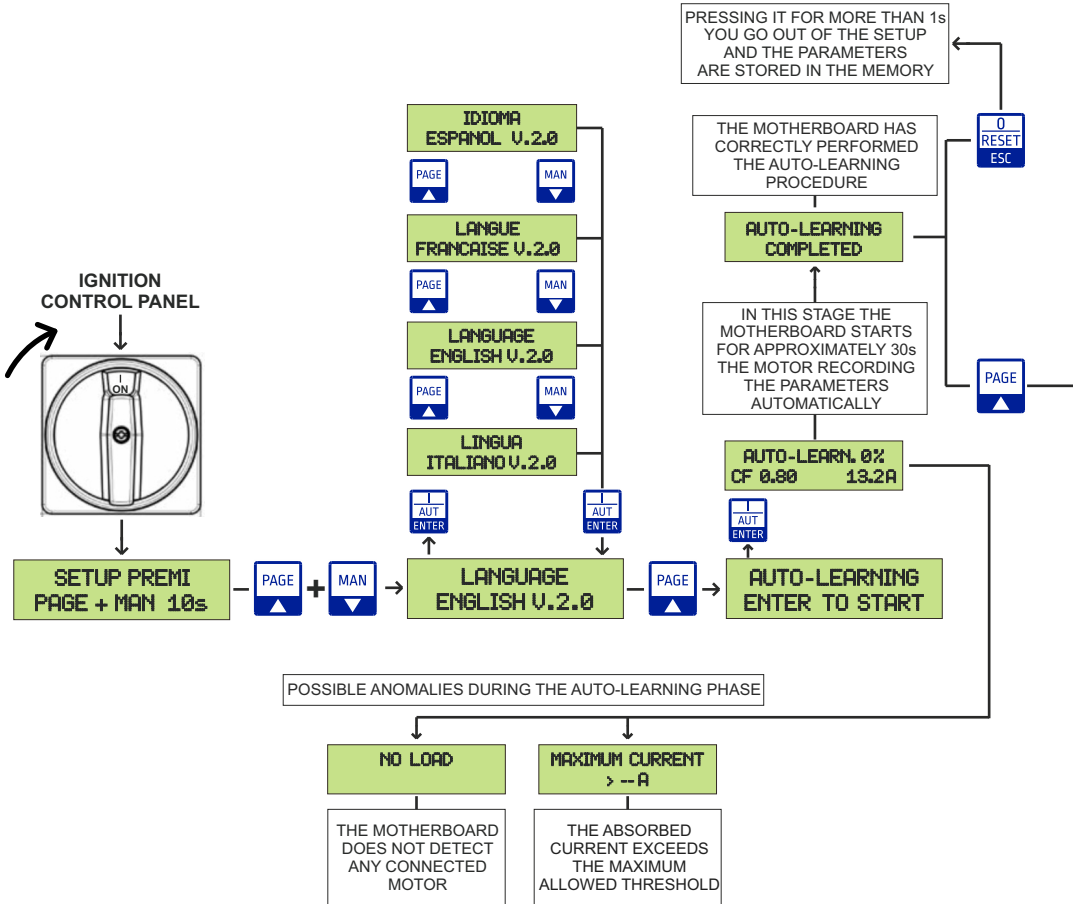 PRESSING IT FOR MORE THAN 1s
YOU GO OUT OF THE SETUP
AND THE PARAMETERS
ARE STORED IN THE MEMORY
0
RESET
ESC
IDIOMA
ESPANOL V.2.0
PAGE
MAN
LANGUE
FRANCAISE V.2.0
PAGE
MAN
LANGUAGE
ENGLISH V.2.0
PAGE
MAN
LINGUA
ITALIANO V.2.0
I
AUT
ENTER
I
AUT
ENTER
THE MOTHERBOARD HAS
CORRECTLY PERFORMED
THE AUTO-LEARNING
PROCEDURE
AUTO-LEARNING
COMPLETED
IN THIS STAGE THE
MOTHERBOARD STARTS
FOR APPROXIMATELY 30s
THE MOTOR RECORDING
THE PARAMETERS
AUTOMATICALLY
PAGE
AUTO-LEARN. 0%
CF 0.80 13.2A
I
AUT
ENTER
IGNITION
CONTROL PANEL
I
ON
SETUP PREMI
PAGE + MAN 10s
PAGE
+
MAN
LANGUAGE
ENGLISH V.2.0
PAGE
AUTO-LEARNING
ENTER TO START
POSSIBLE ANOMALIES DURING THE AUTO-LEARNING PHASE
NO LOAD
THE MOTHERBOARD
DOES NOT DETECT
ANY CONNECTED
MOTOR
MAXIMUM CURRENT
> --A
THE ABSORBED
CURRENT EXCEEDS
THE MAXIMUM
ALLOWED THRESHOLD